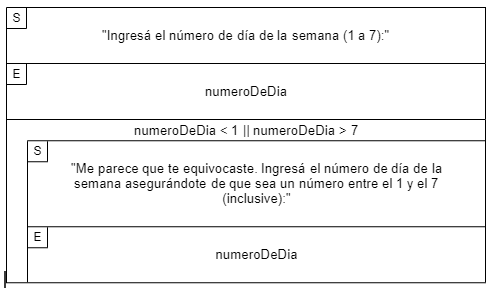 S
"Ingresá el número de día de la semana (1 a 7):"
E
numeroDeDia
numeroDeDia < 1 || numeroDeDia > 7
S
"Me parece que te equivocaste. Ingresá el número de día de la
semana asegurándote de que sea un número entre el 1 y el 7
(inclusive):"
E
numeroDeDia